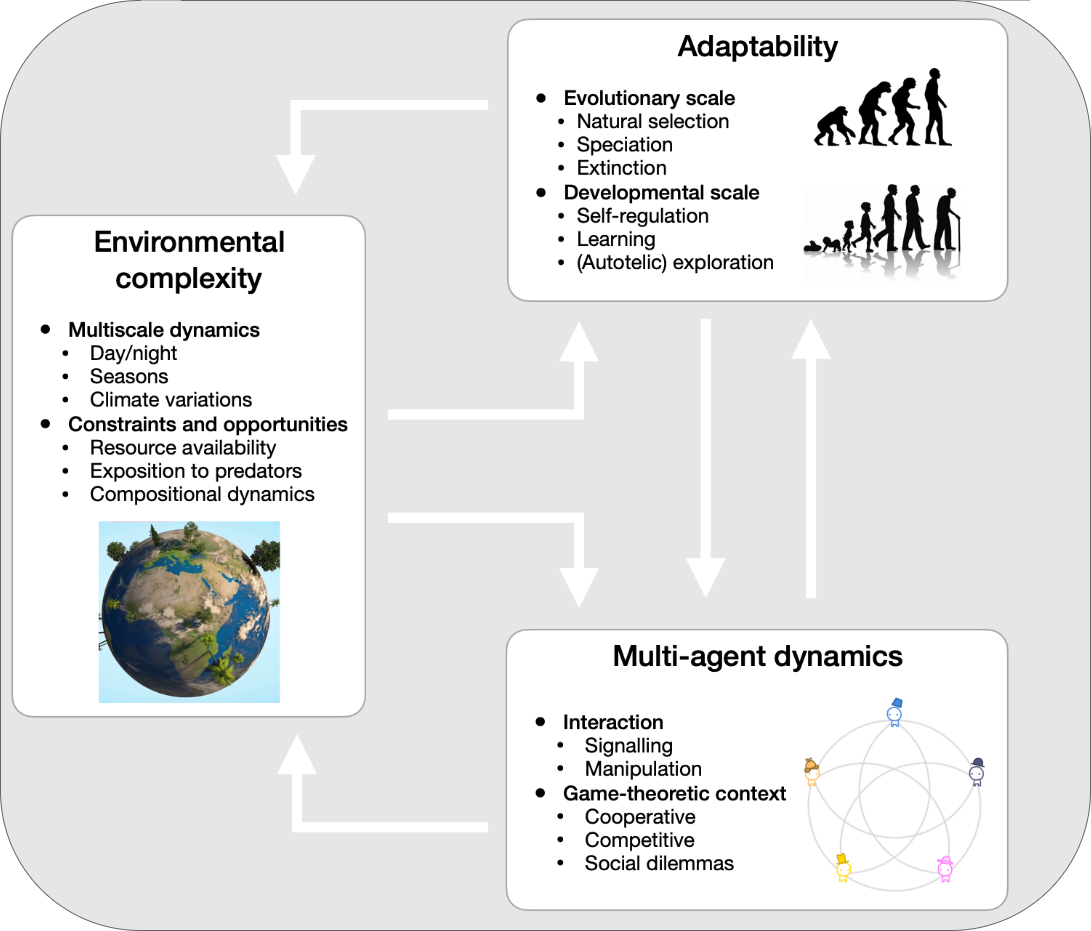 Adaptability
• Evolutionary scale
• Natural selection
• Speciation
• Extinction
• Developmental scale
• Self-regulation
• Learning
• (Autotelic) exploration
Environmental
complexity
• Multiscale dynamics
• Day/night
• Seasons
• Climate variations
• Constraints and opportunities
• Resource availability
• Exposition to predators
• Compositional dynamics
Multi-agent dynamics
• Interaction
• Signalling
• Manipulation
• Game-theoretic context
• Cooperative
• Competitive
• Social dilemmas